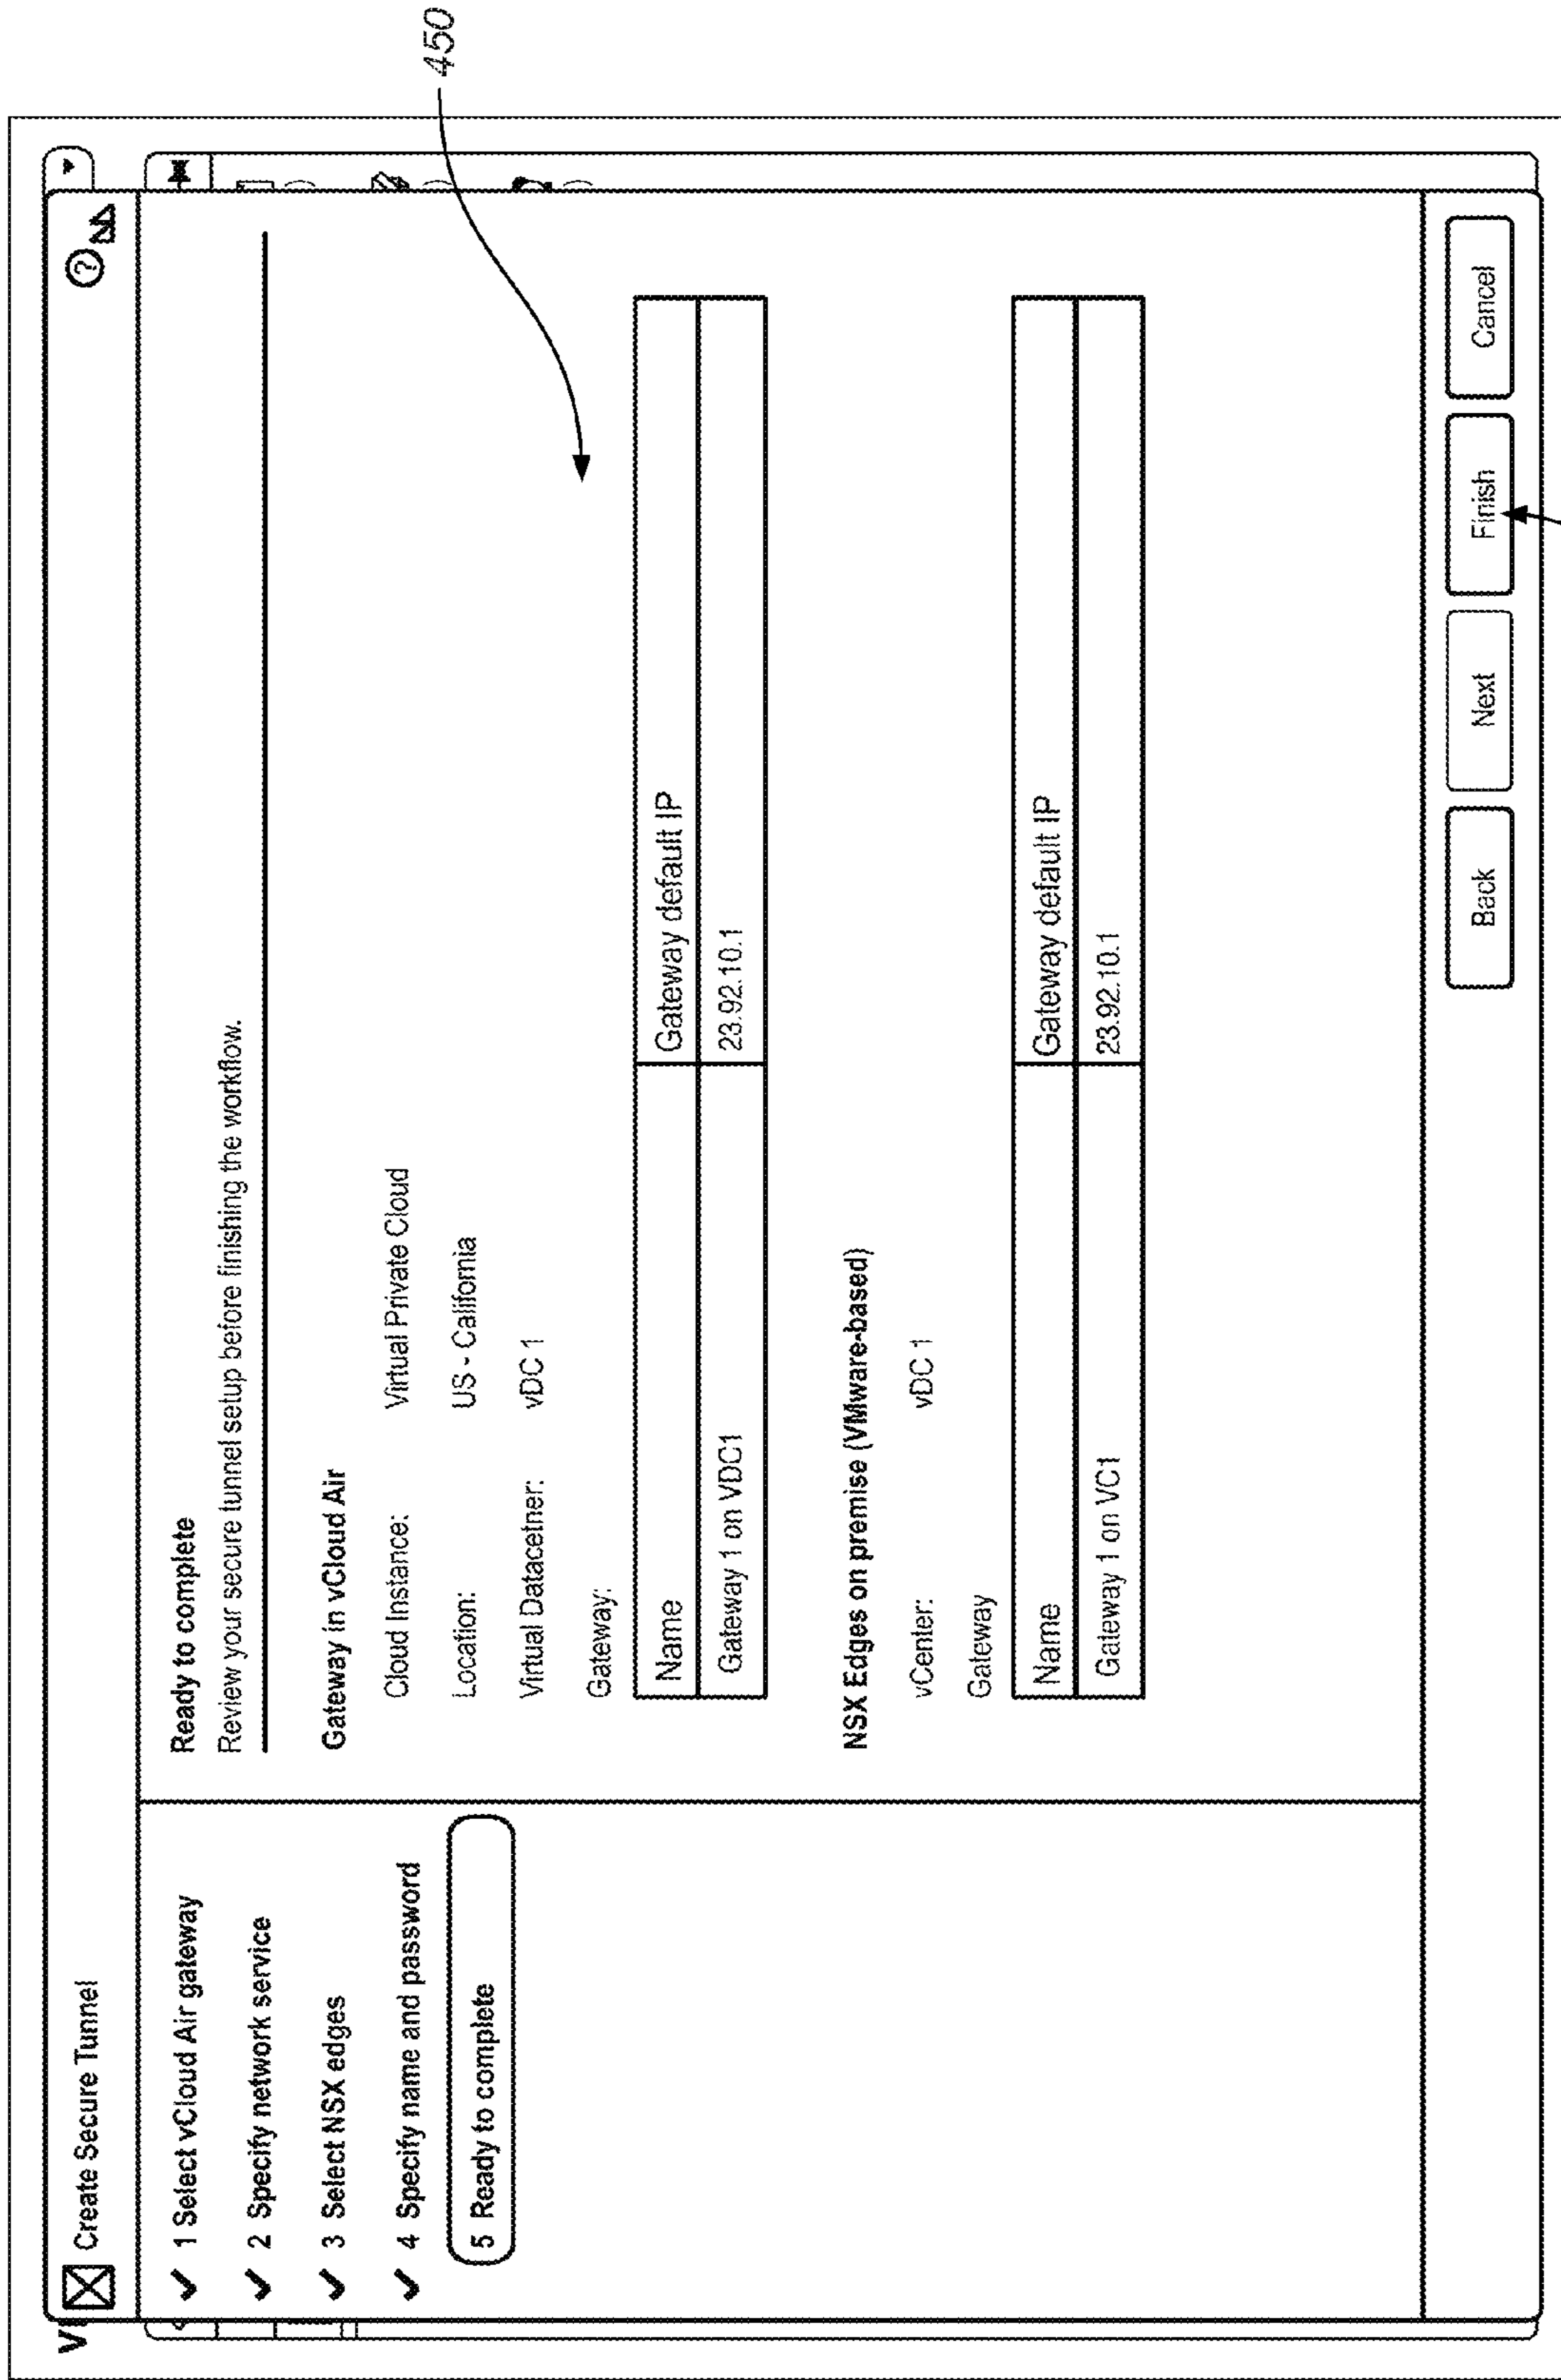 450
Create Secure Tunnel
1 Select vCloud Air gateway
2 Specify network service
3 Select NSX edges
4 Specify name and password
5 Ready to complete
Ready to complete
Review your secure tunnel setup before finishing the workflow.
Gateway in vCloud Air
Cloud Instance: Virtual Private Cloud
Location: US - California
Virtual Datacetner: vDC 1
Gateway:
Name Gateway default IP
Gateway 1 on VDC1 23.92.10.1
NSX Edges on premise (VMware-based)
vCenter: vDC 1
Gateway
Name Gateway default IP
Gateway 1 on VC1 23.92.10.1
Back Next Finish Cancel